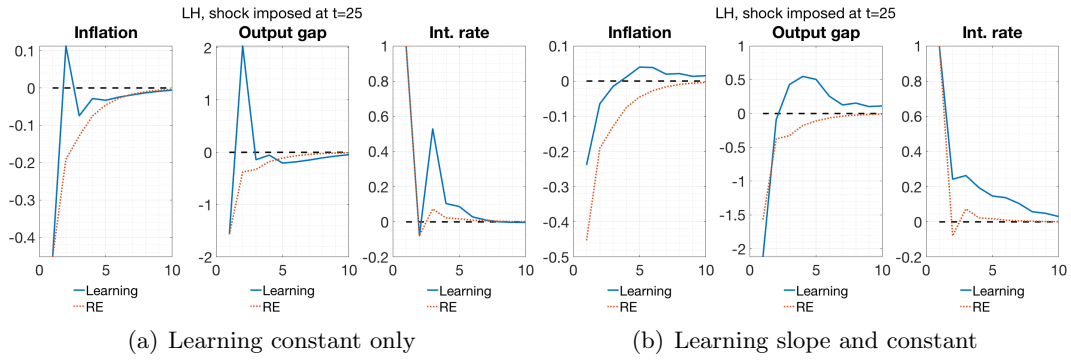 LH, shock imposed at t=25
Inflation
Output gap
Int. rate
0.1
0
-0.1
-0.2
-0.3
-0.4
0 5 10
Learning
RE
2
1
0
-1
-2
0 5 10
Learning
RE
1
0.8
0.6
0.4
0.2
0
-0.2
0 5 10
Learning
RE
(a) Learning constant only
LH, shock imposed at t=25
Inflation
Output gap
Int. rate
0.1
0
-0.1
-0.2
-0.3
-0.4
-0.5
0 5 10
Learning
RE
1
0.5
0
-0.5
-1
-1.5
-2
0 5 10
Learning
RE
1
0.8
0.6
0.4
0.2
0
-0.2
0 5 10
Learning
RE
(b) Learning slope and constant